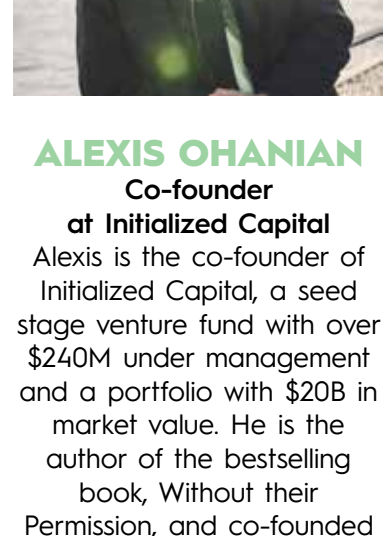 ALEXIS OHANIAN
Co-founder
at Initialized Capital
Alexis is the co-founder of
Initialized Capital, a seed
stage venture fund with over
$240M under management
and a portfolio with $20B in
market value. He is the
author of the bestselling
book, Without their
Permission, and co-founded